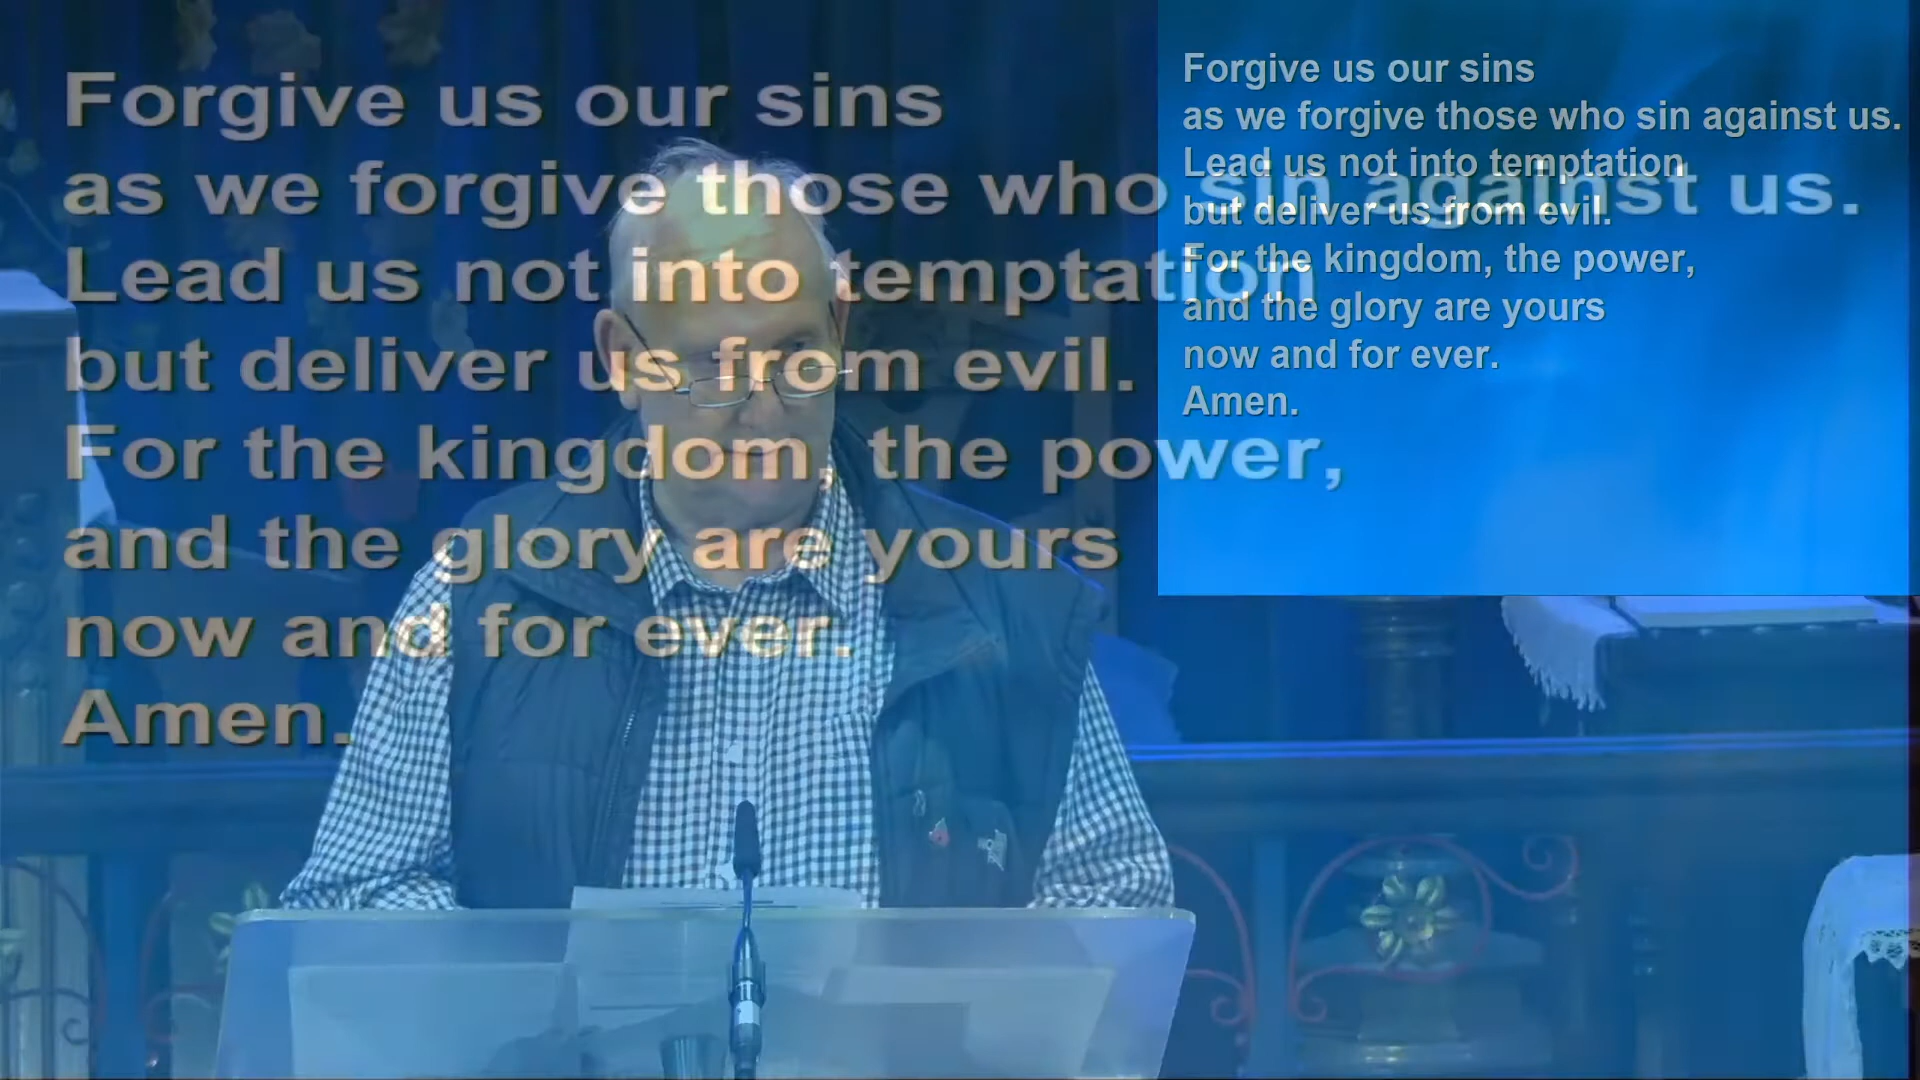 Forgive us our sins
as we forgive those who sin against us.
Lead us not into temptation
but deliver us from evil.
For the kingdom, the power,
and the glory are yours
now and for ever.
Amen.
Forgive us our sins
as we forgive those who sin against us.
Lead us not into temptation
but deliver us from evil.
For the kingdom, the power,
and the glory are yours
now and for ever.
Amen.